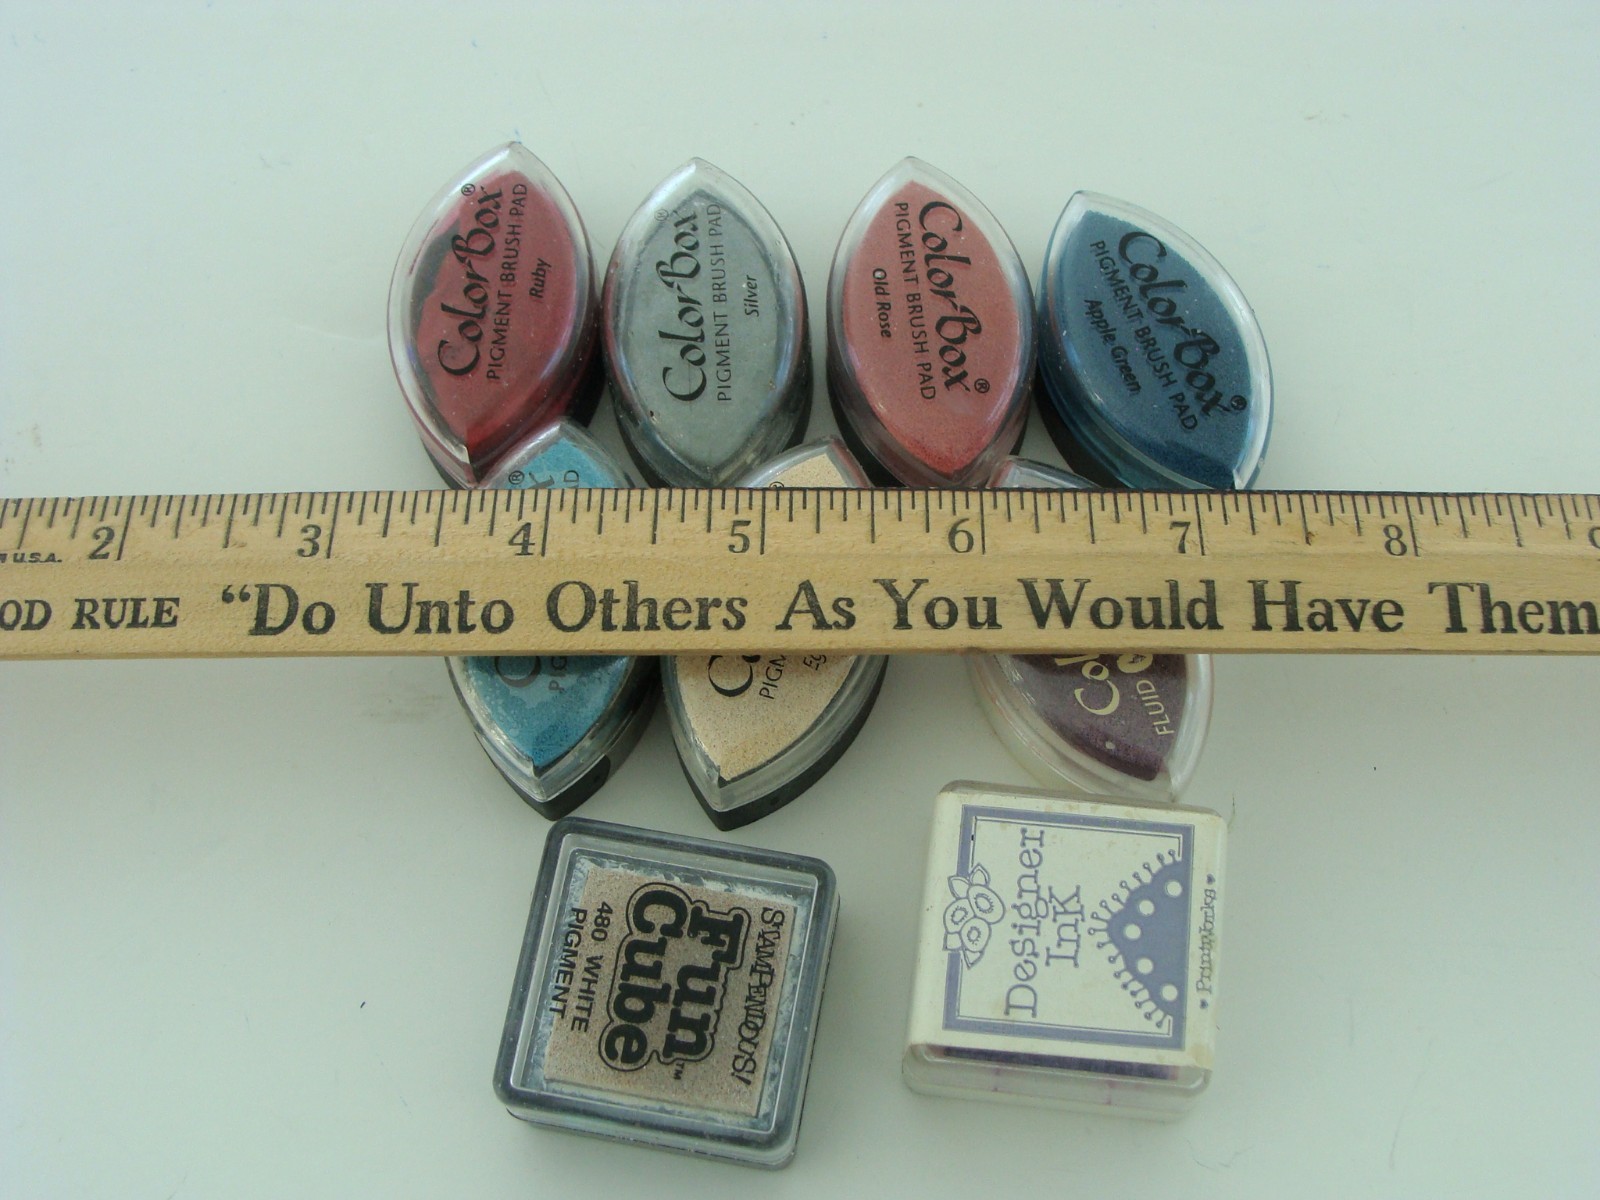 ColorBox®
PIGMENT BRUSH PAD
Ruby
ColorBox®
PIGMENT BRUSH PAD
Silver
ColorBox®
PIGMENT BRUSH PAD
Old Rose
ColorBox®
PIGMENT BRUSH PAD
Apple Green
2 3 4 5 6 7 8
U.S.A.
RULE "Do Unto Others As You Would Have Them
Col
FLUID
STAMPENDOUS!
Fun
Cube™
480 WHITE
PIGMENT
Designer
Ink
♥ PrintWorks ♥